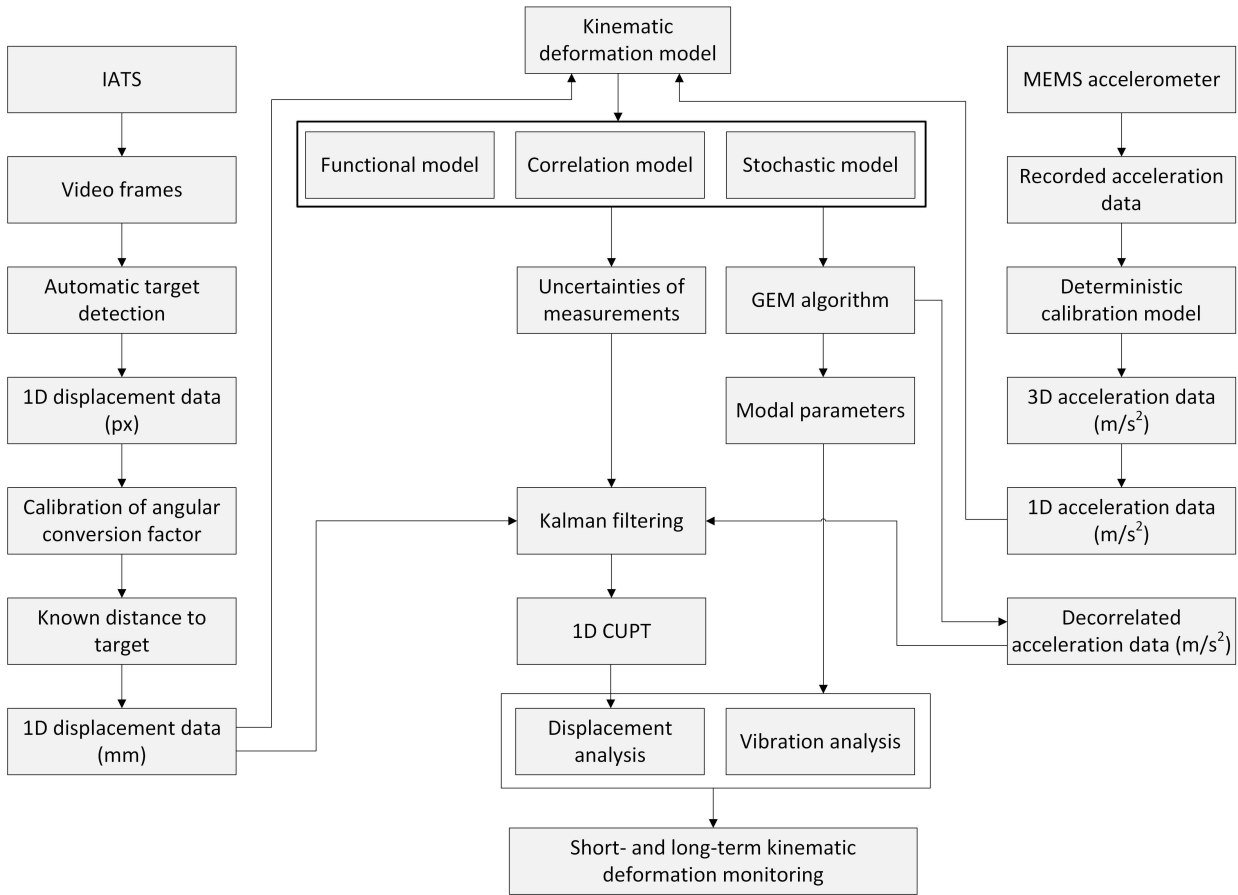 Kinematic
deformation model
IATS
MEMS accelerometer
Functional model
Correlation model
Stochastic model
Video frames
Recorded acceleration
data
Automatic target
detection
Uncertainties of
measurements
GEM algorithm
Deterministic
calibration model
1D displacement data
(px)
Modal parameters
3D acceleration data
(m/s²)
Calibration of angular
conversion factor
Kalman filtering
1D acceleration data
(m/s²)
Known distance to
target
1D CUPT
Decorrelated
acceleration data (m/s²)
1D displacement data
(mm)
Displacement
analysis
Vibration analysis
Short- and long-term kinematic
deformation monitoring